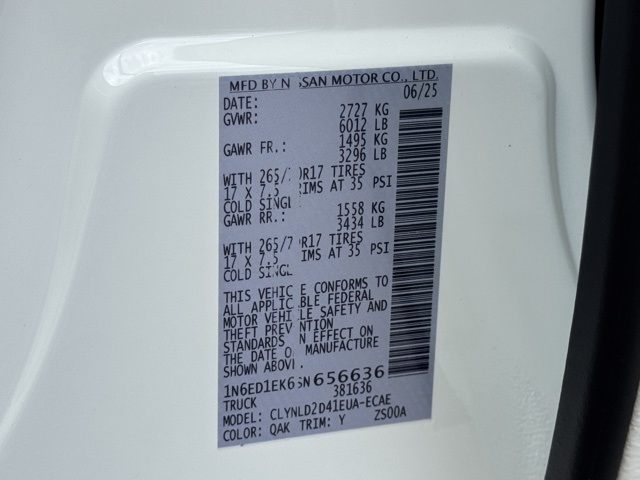 MFD BY NISSAN MOTOR CO., LTD.
DATE: 06/25
GVWR: 2727 KG
6012 LB
GAWR FR.: 1495 KG
3296 LB
WITH 265/70R17 TIRES
17 X 7.5 RIMS AT 35 PSI
COLD SINGLE
GAWR RR.: 1558 KG
3434 LB
WITH 265/70R17 TIRES
17 X 7.5 RIMS AT 35 PSI
COLD SINGLE
THIS VEHICLE CONFORMS TO
ALL APPLICABLE FEDERAL
MOTOR VEHICLE SAFETY AND
THEFT PREVENTION
STANDARDS IN EFFECT ON
THE DATE OF MANUFACTURE
SHOWN ABOVE.
1N6ED1EK6SN656636
TRUCK 381636
MODEL: CLYNLD2D41EUA-ECAE
COLOR: QAK TRIM: Y ZS00A